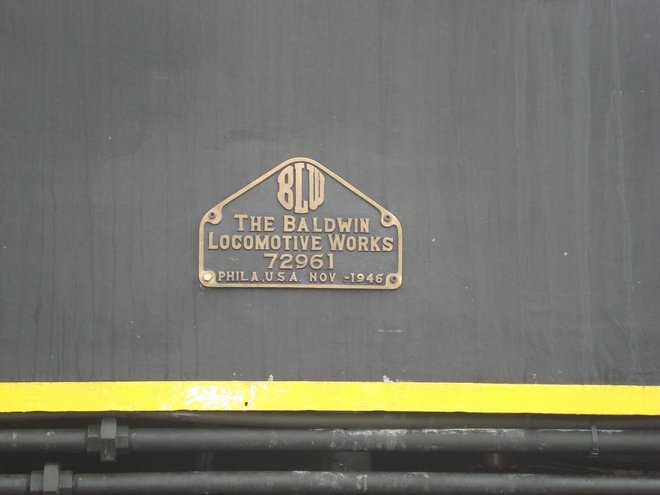 BLW
THE BALDWIN
LOCOMOTIVE WORKS
72961
PHILA., U.S.A. NOV -1946